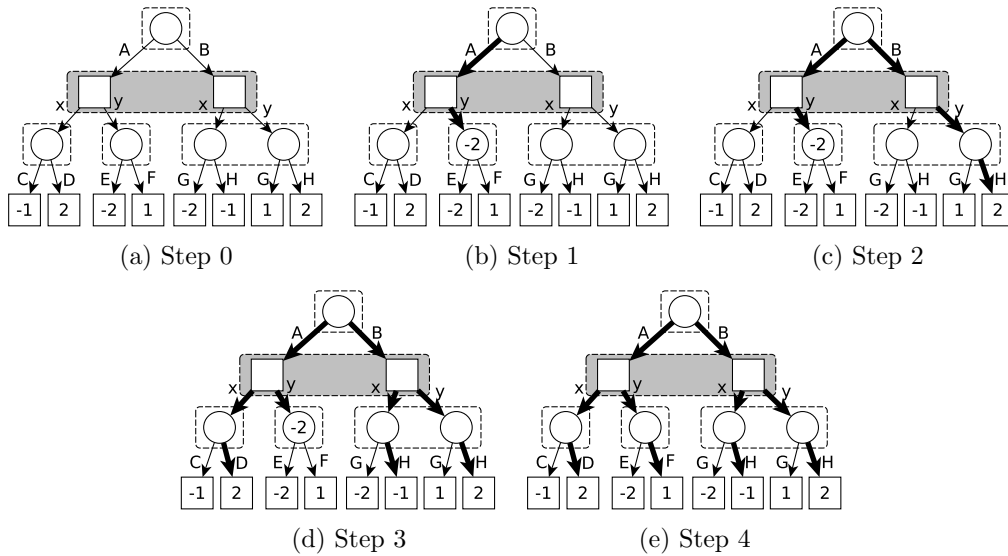 A B A B A B
x y x y x y x y x y x y
-2 -2
C D E F G H G H C D E F G H G H C D E F G H G H
-1 2 -2 1 -2 -1 1 2 -1 2 -2 1 -2 -1 1 2 -1 2 -2 1 -2 -1 1 2
(a) Step 0 (b) Step 1 (c) Step 2
A B A B
x y x y x y x y
-2
C D E F G H G H C D E F G H G H
-1 2 -2 1 -2 -1 1 2 -1 2 -2 1 -2 -1 1 2
(d) Step 3 (e) Step 4